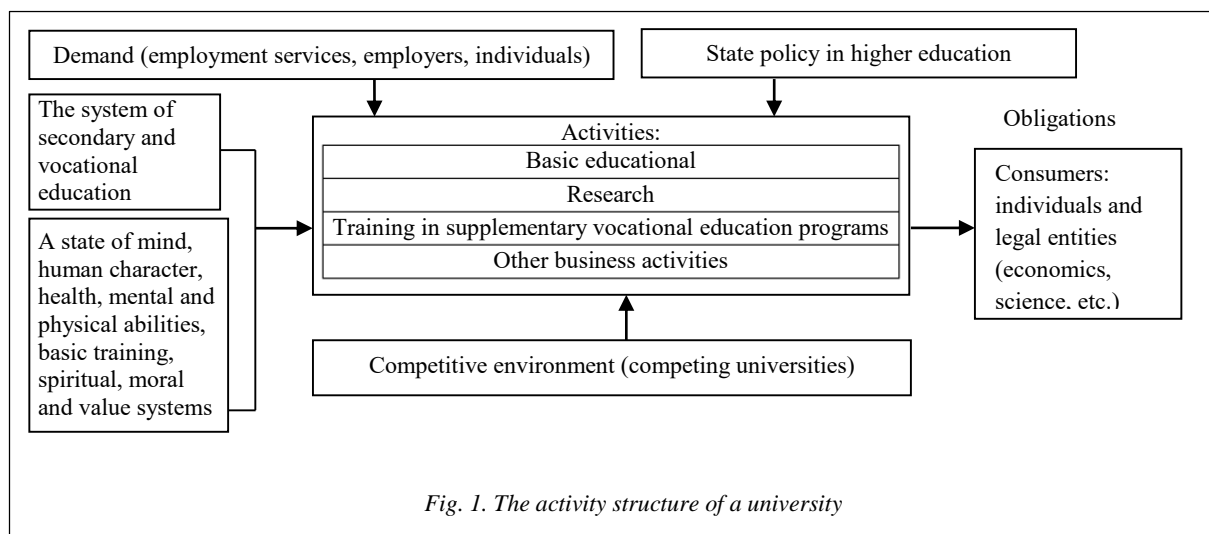 Demand (employment services, employers, individuals)
State policy in higher education
The system of
secondary and
vocational
education
A state of mind,
human character,
health, mental and
physical abilities,
basic training,
spiritual, moral
and value systems
Activities:
Basic educational
Research
Training in supplementary vocational education programs
Other business activities
Competitive environment (competing universities)
Obligations
Consumers:
individuals and
legal entities
(economics,
science, etc.)
Fig. 1. The activity structure of a university